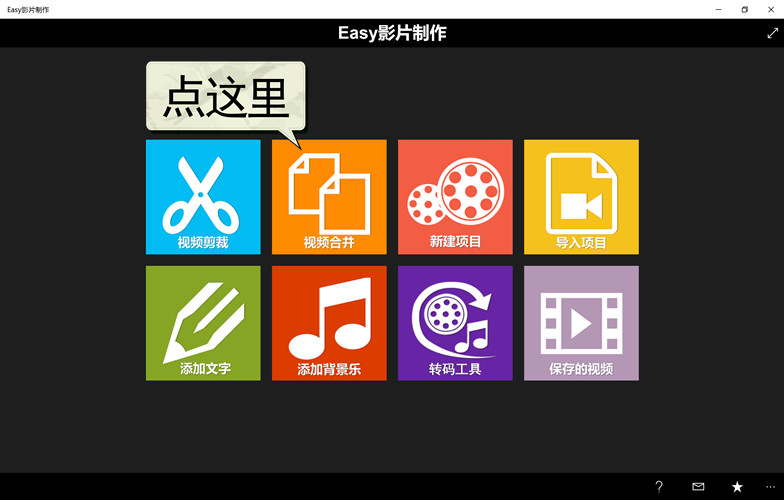 Easy影片制作
Easy影片制作
点这里
视频剪裁
视频合并
新建项目
导入项目
添加文字
添加背景乐
转码工具
保存的视频